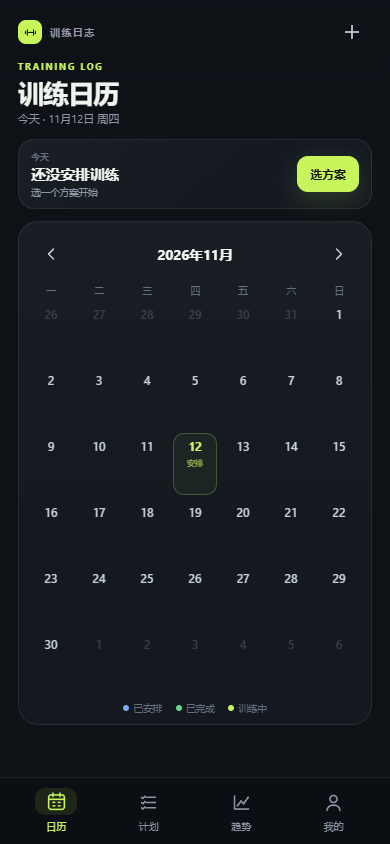 训练日志
TRAINING LOG
训练日历
今天 · 11月12日 周四
今天
还没安排训练
选一个方案开始
选方案
2026年11月
一 二 三 四 五 六 日
26 27 28 29 30 31 1
2 3 4 5 6 7 8
9 10 11 12 13 14 15
安排
16 17 18 19 20 21 22
23 24 25 26 27 28 29
30 1 2 3 4 5 6
已安排 已完成 训练中
日历 计划 趋势 我的